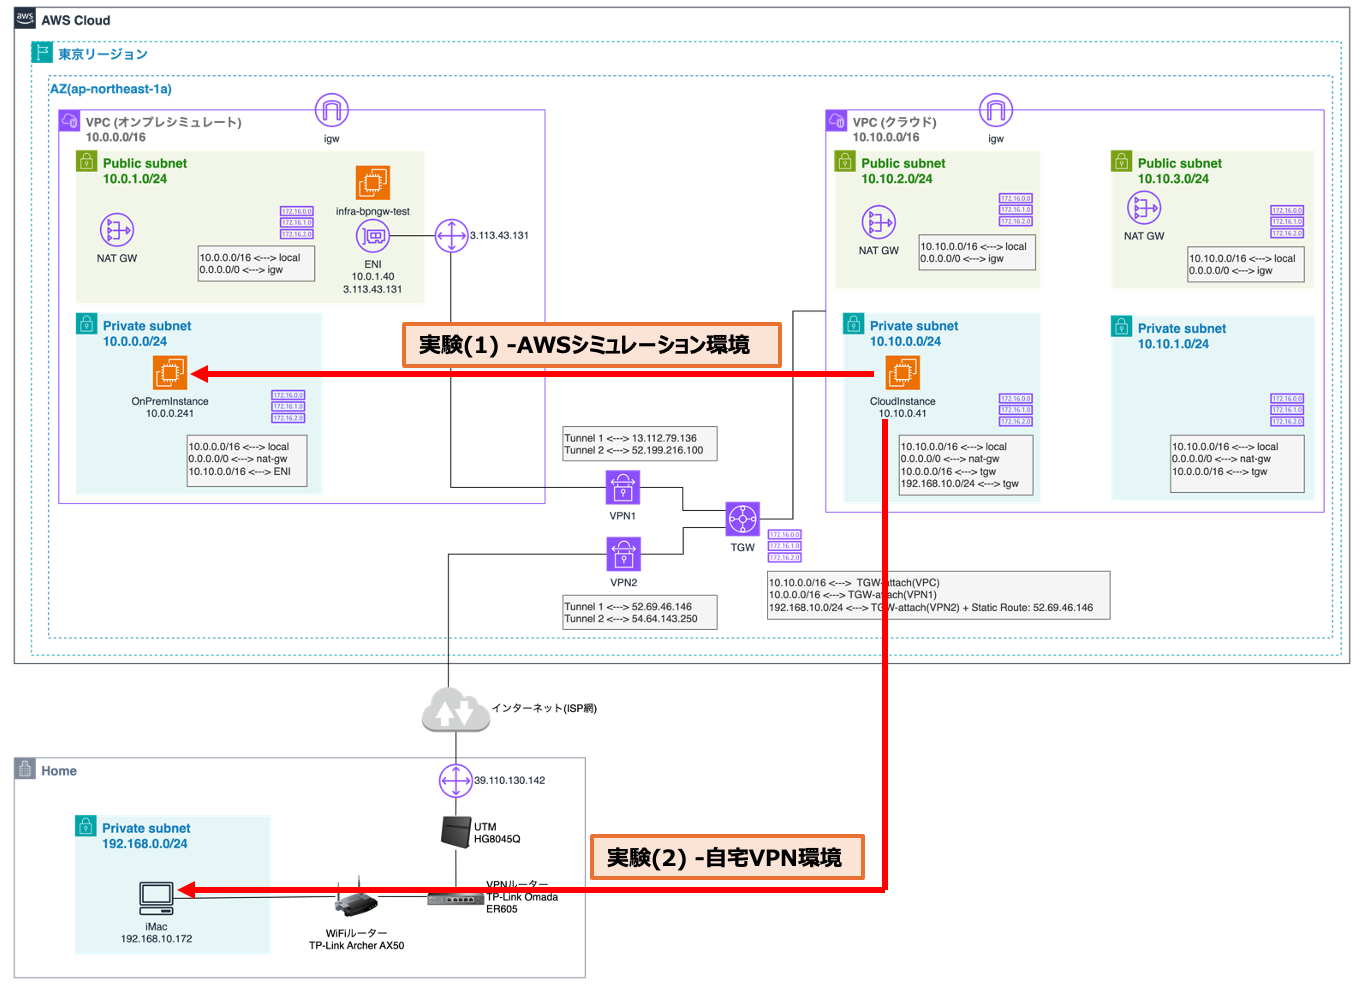 aws
AWS Cloud
東京リージョン
AZ(ap-northeast-1a)
VPC (オンプレシミュレート)
10.0.0.0/16
igw
Public subnet
10.0.1.0/24
NAT GW
172.16.0.0
172.16.1.0
172.16.2.0
10.0.0.0/16 <---> local
0.0.0.0/0 <---> igw
infra-bpngw-test
ENI
10.0.1.40
3.113.43.131
3.113.43.131
Private subnet
10.0.0.0/24
OnPremInstance
10.0.0.241
172.16.0.0
172.16.1.0
172.16.2.0
10.0.0.0/16 <---> local
0.0.0.0/0 <---> nat-gw
10.10.0.0/16 <---> ENI
実験(1) -AWSシミュレーション環境
VPC (クラウド)
10.10.0.0/16
igw
Public subnet
10.10.2.0/24
NAT GW
172.16.0.0
172.16.1.0
172.16.2.0
10.10.0.0/16 <---> local
0.0.0.0/0 <---> igw
Public subnet
10.10.3.0/24
NAT GW
172.16.0.0
172.16.1.0
172.16.2.0
10.10.0.0/16 <---> local
0.0.0.0/0 <---> igw
Private subnet
10.10.0.0/24
CloudInstance
10.10.0.41
172.16.0.0
172.16.1.0
172.16.2.0
10.10.0.0/16 <---> local
0.0.0.0/0 <---> nat-gw
10.0.0.0/16 <---> tgw
192.168.10.0/24 <---> tgw
Private subnet
10.10.1.0/24
172.16.0.0
172.16.1.0
172.16.2.0
10.10.0.0/16 <---> local
0.0.0.0/0 <---> nat-gw
10.0.0.0/16 <---> tgw
Tunnel 1 <---> 13.112.79.136
Tunnel 2 <---> 52.199.216.100
VPN1
VPN2
Tunnel 1 <---> 52.69.46.146
Tunnel 2 <---> 54.64.143.250
TGW
172.16.0.0
172.16.1.0
172.16.2.0
10.10.0.0/16 <---> TGW-attach(VPC)
10.0.0.0/16 <---> TGW-attach(VPN1)
192.168.10.0/24 <---> TGW-attach(VPN2) + Static Route: 52.69.46.146
インターネット(ISP網)
Home
39.110.130.142
UTM
HG8045Q
Private subnet
192.168.0.0/24
iMac
192.168.10.172
WiFiルーター
TP-Link Archer AX50
VPNルーター
TP-Link Omada
ER605
実験(2) -自宅VPN環境